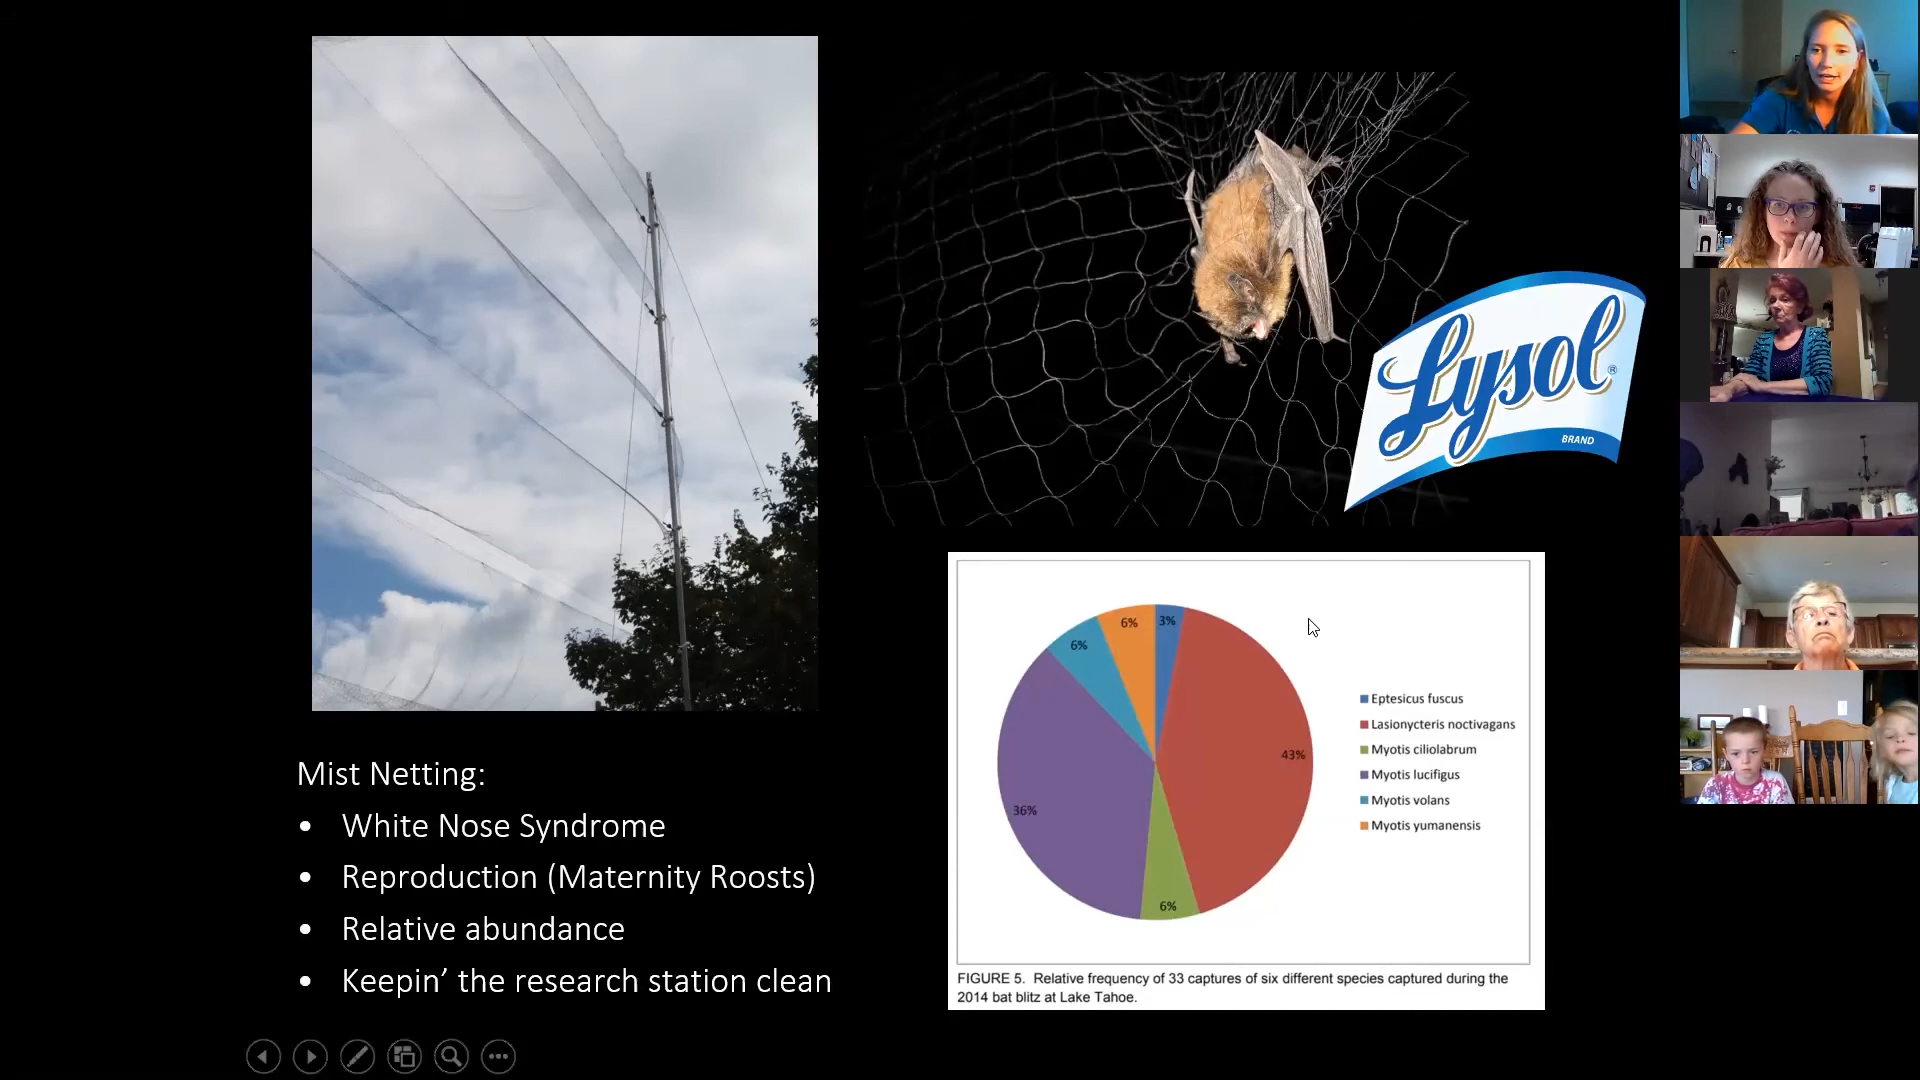 Lysol®
BRAND
3%
6%
6%
43%
36%
6%
Eptesicus fuscus
Lasionycteris noctivagans
Myotis ciliolabrum
Myotis lucifigus
Myotis volans
Myotis yumanensis
FIGURE 5. Relative frequency of 33 captures of six different species captured during the
2014 bat blitz at Lake Tahoe.
Mist Netting:
• White Nose Syndrome
• Reproduction (Maternity Roosts)
• Relative abundance
• Keepin’ the research station clean